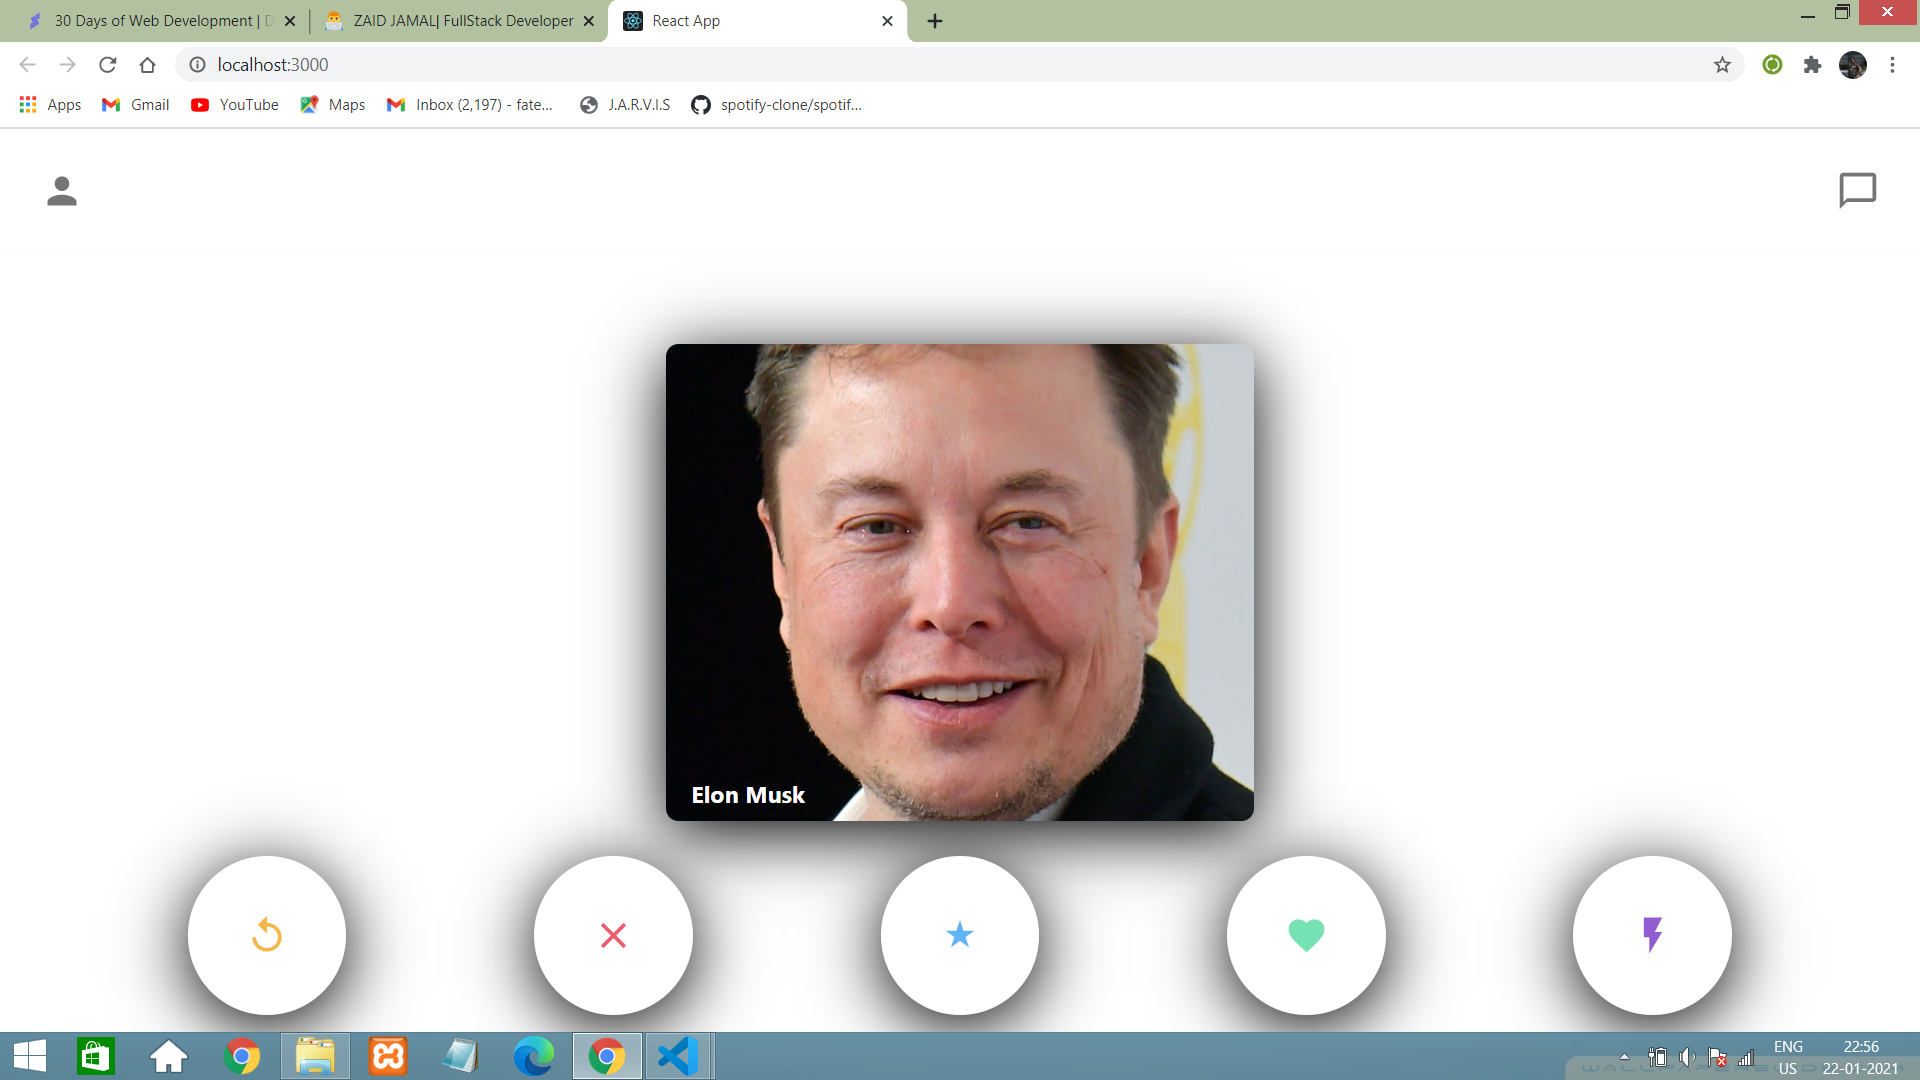 30 Days of Web Development | D
ZAID JAMAL| FullStack Developer
React App
localhost:3000
Apps
Gmail
YouTube
Maps
Inbox (2,197) - fate...
J.A.R.V.I.S
spotify-clone/spotif...
Elon Musk
ENG
22:56
US
22-01-2021